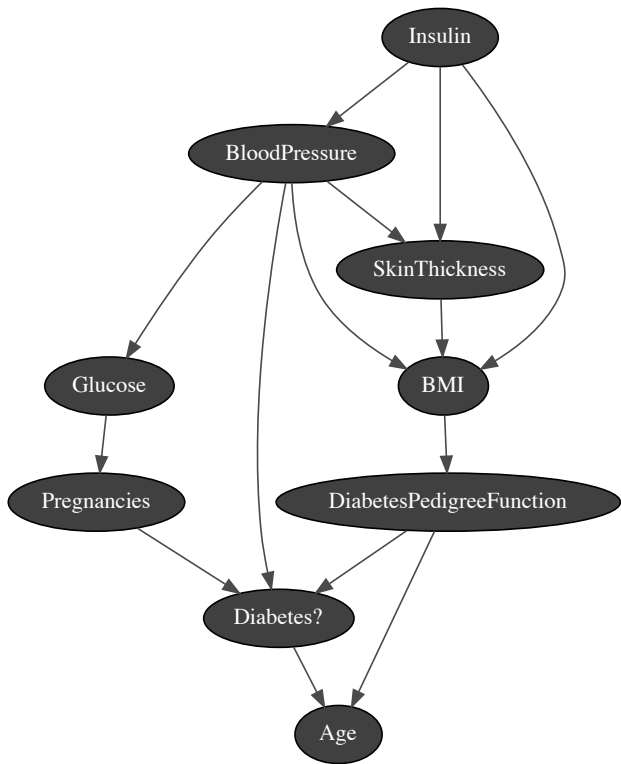 Insulin
BloodPressure
SkinThickness
Glucose
BMI
Pregnancies
DiabetesPedigreeFunction
Diabetes?
Age